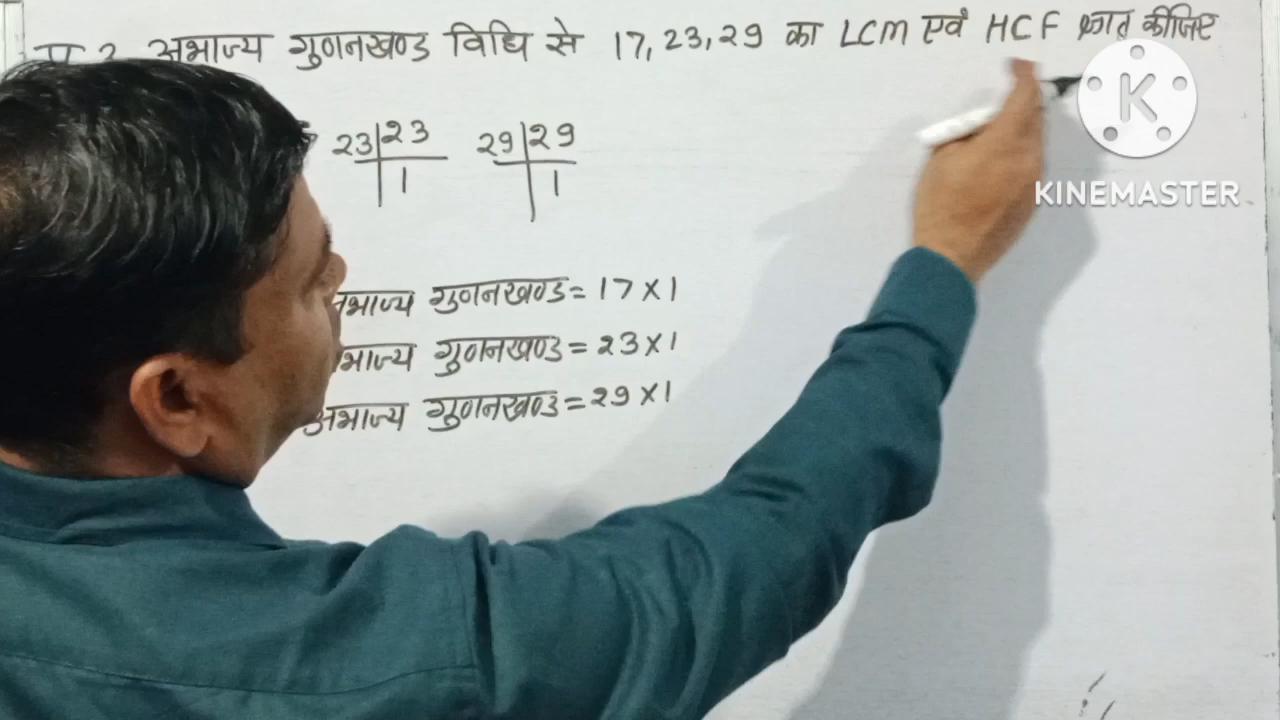 अभाज्य गुणनखण्ड विधि से 17, 23, 29 का LCM एवं HCF ज्ञात कीजिए
23 23 29 29
1 1
अभाज्य गुणनखण्ड = 17 × 1
अभाज्य गुणनखण्ड = 23 × 1
अभाज्य गुणनखण्ड = 29 × 1
K
KINEMASTER